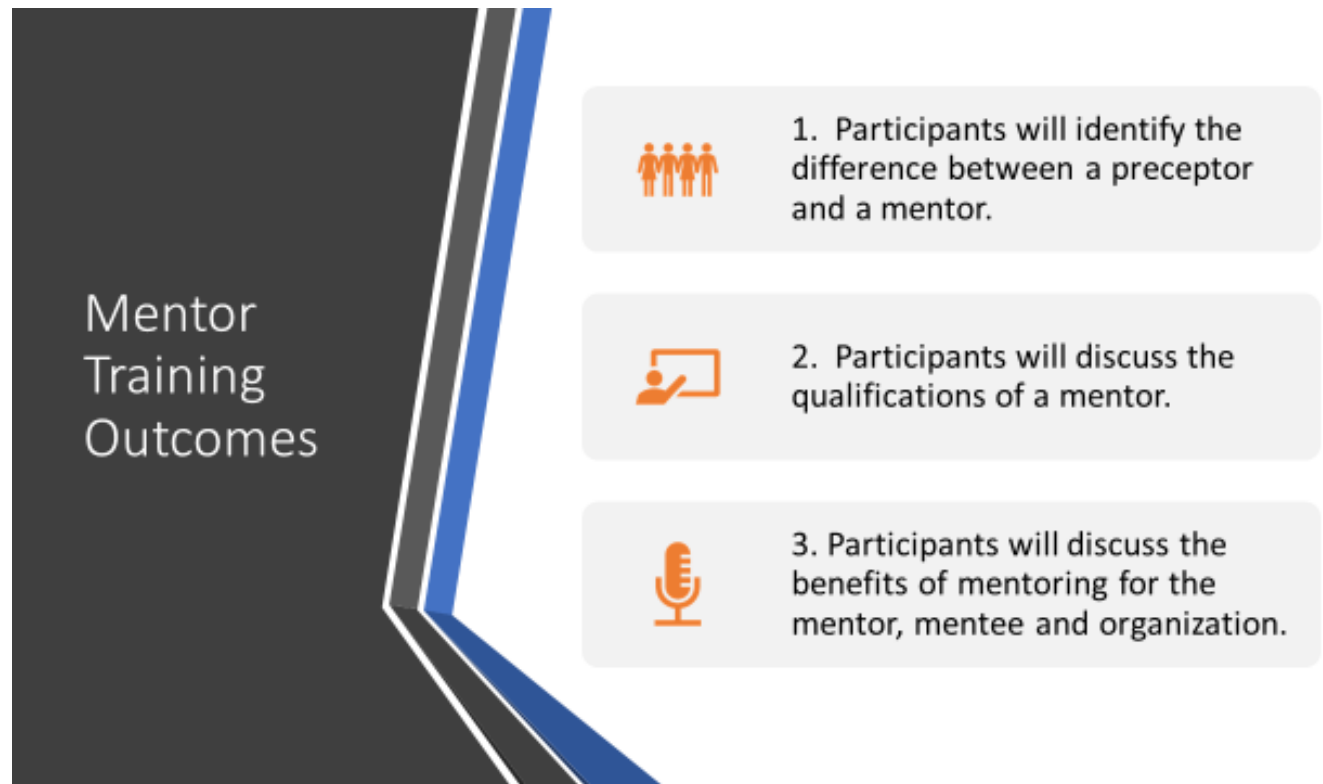 Mentor
Training
Outcomes
1.  Participants will identify the
difference between a preceptor
and a mentor.
2.  Participants will discuss the
qualifications of a mentor.
3. Participants will discuss the
benefits of mentoring for the
mentor, mentee and organization.